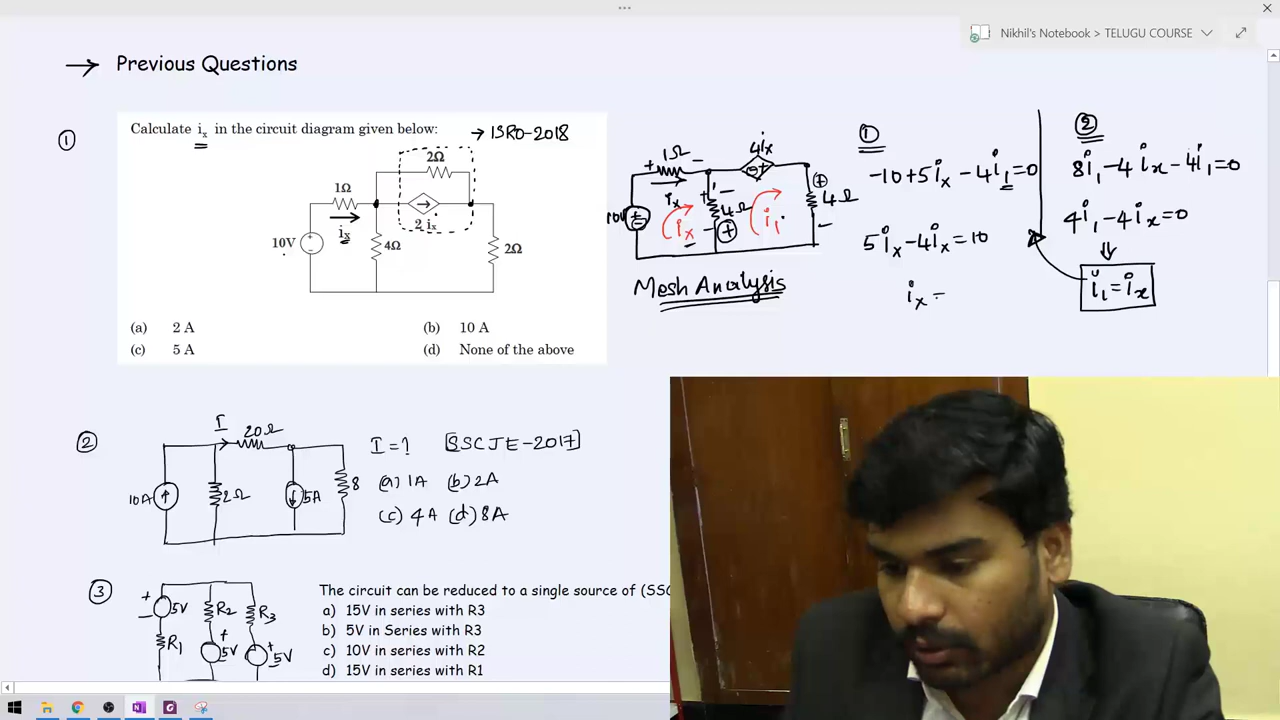 Nikhil's Notebook > TELUGU COURSE
→ Previous Questions
①
Calculate iₓ in the circuit diagram given below:
→ ISRO-2018
2Ω
1Ω
iₓ
2 iₓ
10V
+
-
4Ω
2Ω
(a) 2 A
(b) 10 A
(c) 5 A
(d) None of the above
+ 1Ω -
4iₓ
- +
iₓ
10V
+
-
+ -
4Ω
- +
iₓ
i₁
+
4Ω
-
Mesh Analysis
①
-10+5iₓ-4i₁=0
5iₓ-4iₓ=10
iₓ =
②
8i₁-4iₓ-4i₁=0
4i₁-4iₓ=0
⇓
i₁=iₓ
②
I
20Ω
10A
2Ω
5A
8
I=? [SSCJE-2017]
(a) 1A (b) 2A
(c) 4A (d) 8A
③
+
-
5V
R1
R2
+
5V
R3
+
5V
The circuit can be reduced to a single source of (SSC
a) 15V in series with R3
b) 5V in Series with R3
c) 10V in series with R2
d) 15V in series with R1